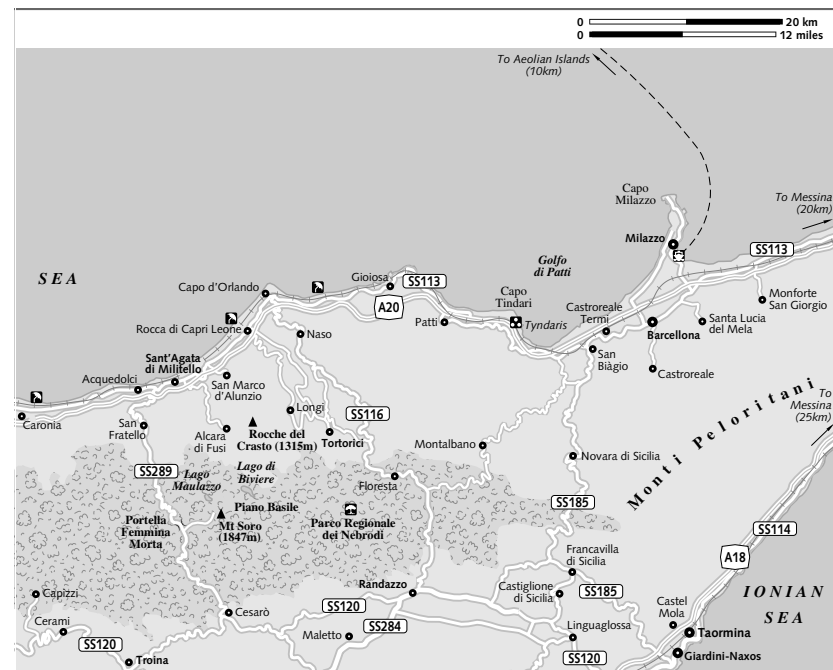 0 20 km
0 12 miles
To Aeolian Islands
(10km)
Capo
Milazzo
To Messina
(20km)
Milazzo
SS113
SEA
Golfo
di Patti
Gioiosa
SS113
Capo d'Orlando
Capo
Tindari
A20
Castroreale
Termi
Monforte
San Giorgio
Rocca di Capri Leone
Naso
Patti
Tyndaris
Barcellona
Santa Lucia
del Mela
Sant'Agata
di Militello
San
Biàgio
Acquedolci
San Marco
d'Alunzio
Castroreale
Caronia
San
Fratello
Longi
SS116
To
Messina
(25km)
Monti Peloritani
Alcara
di Fusi
Rocche del
Crasto (1315m)
Tortorici
Montalbano
Novara di Sicilia
SS289
Lago
Maulazzo
Lago di
Biviere
Floresta
SS185
Piano Basile
Portella
Femmina
Morta
Mt Soro
(1847m)
Parco Regionale
dei Nebrodi
SS114
A18
Francavilla
di Sicilia
Capizzi
Randazzo
Castiglione
di Sicilia
SS185
IONIAN
SEA
Cesarò
SS120
Castel
Mola
Cerami
SS284
Maletto
Linguaglossa
Taormina
SS120
Troina
SS120
Giardini-Naxos